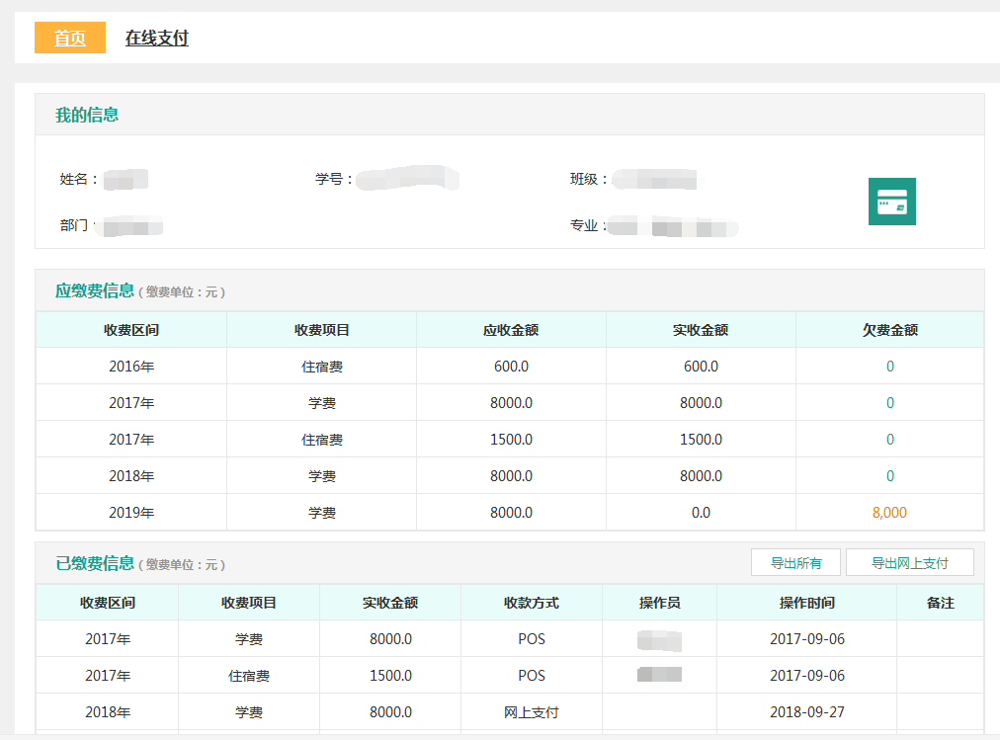 首页 在线支付
我的信息
姓名： 学号： 班级：
部门： 专业：
应缴费信息 ( 缴费单位：元 )
收费区间 收费项目 应收金额 实收金额 欠费金额
2016年 住宿费 600.0 600.0 0
2017年 学费 8000.0 8000.0 0
2017年 住宿费 1500.0 1500.0 0
2018年 学费 8000.0 8000.0 0
2019年 学费 8000.0 0.0 8,000
已缴费信息 ( 缴费单位：元 ) 导出所有 导出网上支付
收费区间 收费项目 实收金额 收款方式 操作员 操作时间 备注
2017年 学费 8000.0 POS 2017-09-06
2017年 住宿费 1500.0 POS 2017-09-06
2018年 学费 8000.0 网上支付 2018-09-27